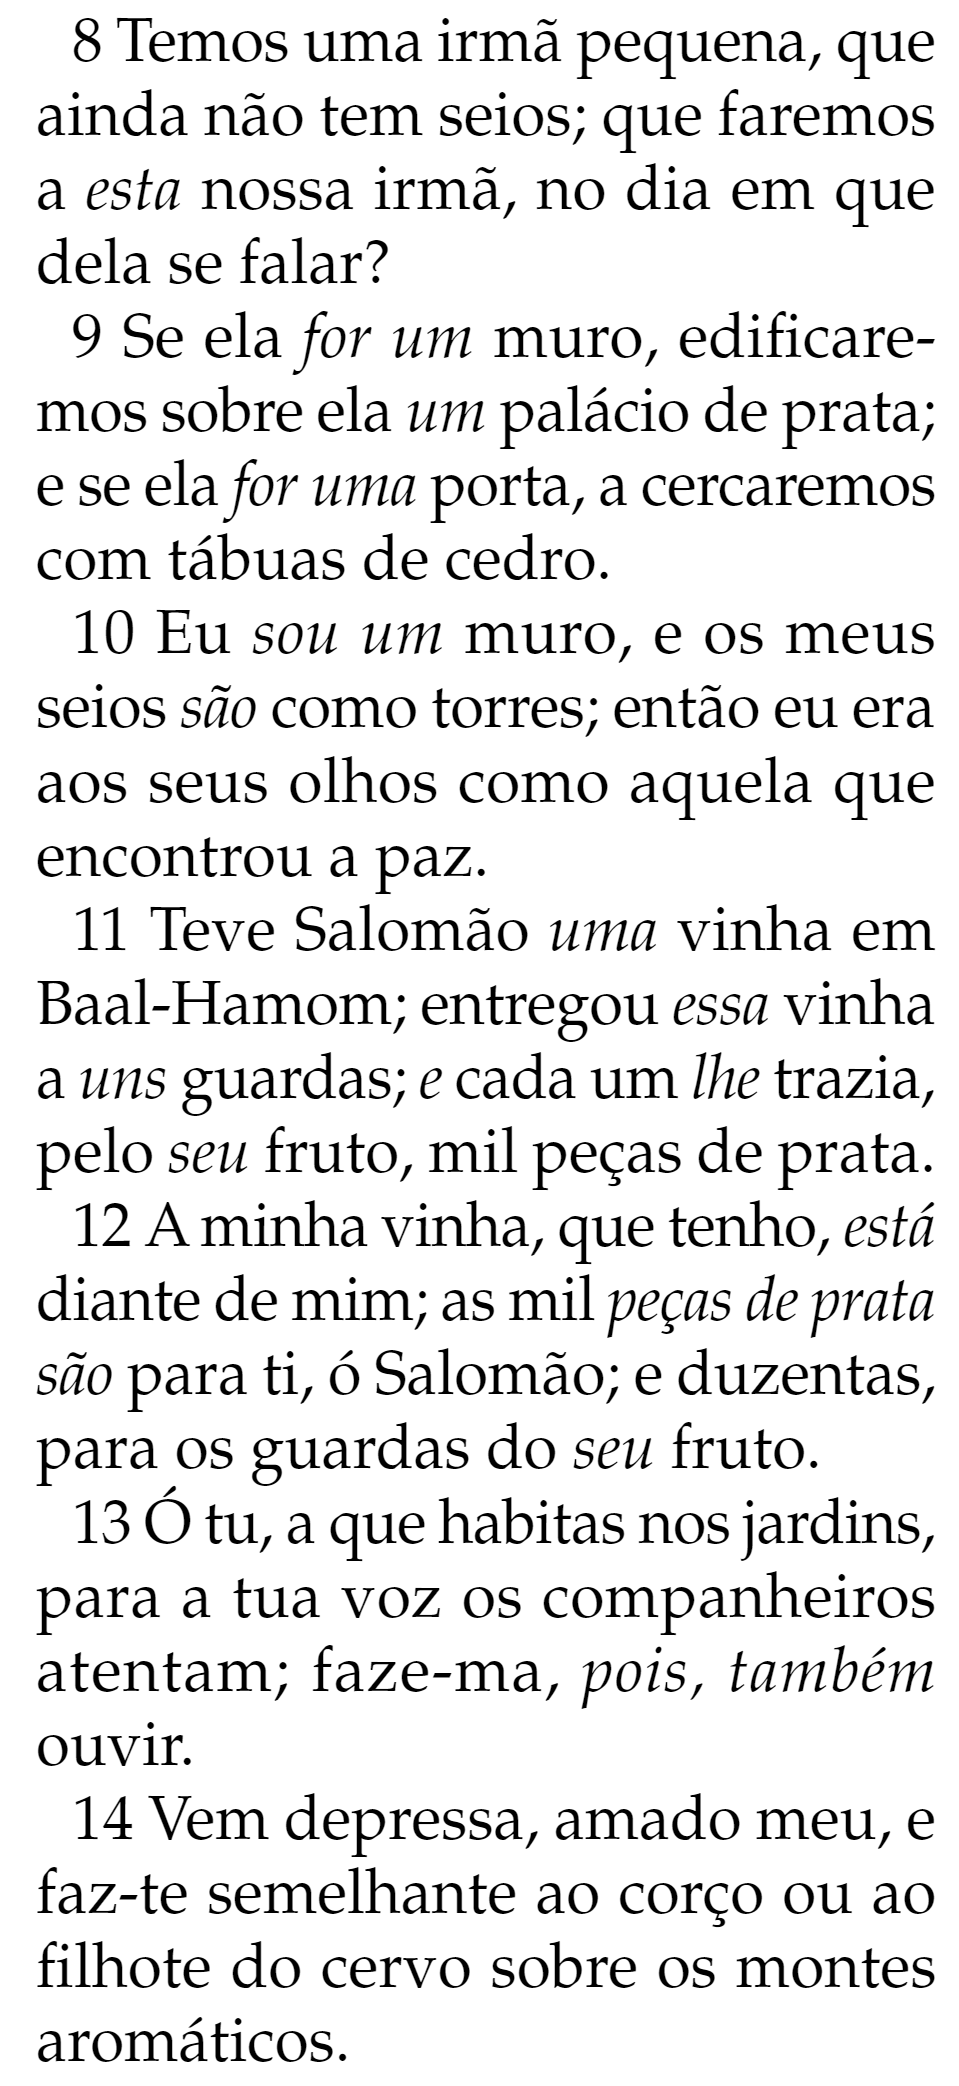 8 Temos uma irmã pequena, que
ainda não tem seios; que faremos
a esta nossa irmã, no dia em que
dela se falar?
9 Se ela for um muro, edificare-
mos sobre ela um palácio de prata;
e se ela for uma porta, a cercaremos
com tábuas de cedro.
10 Eu sou um muro, e os meus
seios são como torres; então eu era
aos seus olhos como aquela que
encontrou a paz.
11 Teve Salomão uma vinha em
Baal-Hamom; entregou essa vinha
a uns guardas; e cada um lhe trazia,
pelo seu fruto, mil peças de prata.
12 A minha vinha, que tenho, está
diante de mim; as mil peças de prata
são para ti, ó Salomão; e duzentas,
para os guardas do seu fruto.
13 Ó tu, a que habitas nos jardins,
para a tua voz os companheiros
atentam; faze-ma, pois, também
ouvir.
14 Vem depressa, amado meu, e
faz-te semelhante ao corço ou ao
filhote do cervo sobre os montes
aromáticos.